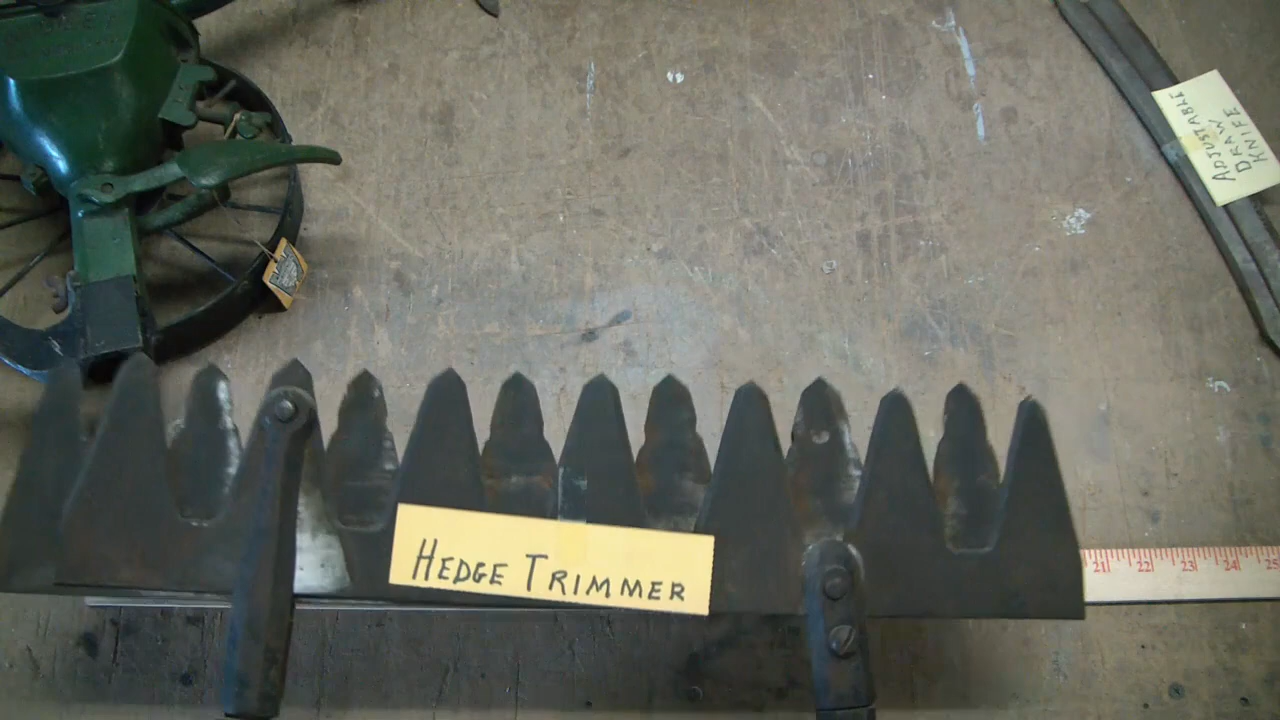 ADJUSTABLE
DRAW
KNIFE
HEDGE TRIMMER
21 22 23 24 25